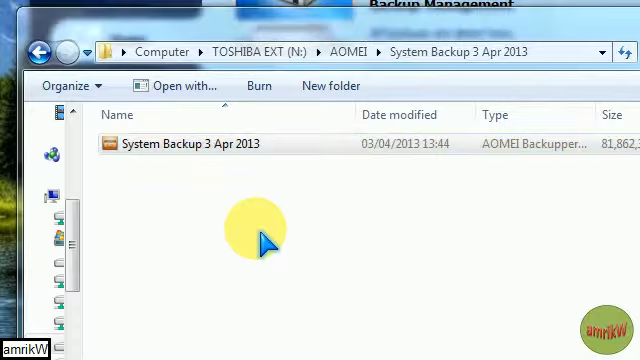 Backup Management
Computer TOSHIBA EXT (N:) AOMEI System Backup 3 Apr 2013
Organize Open with... Burn New folder
Name Date modified Type Size
System Backup 3 Apr 2013 03/04/2013 13:44 AOMEI Backupper... 81,862,
amrikW
amrikW